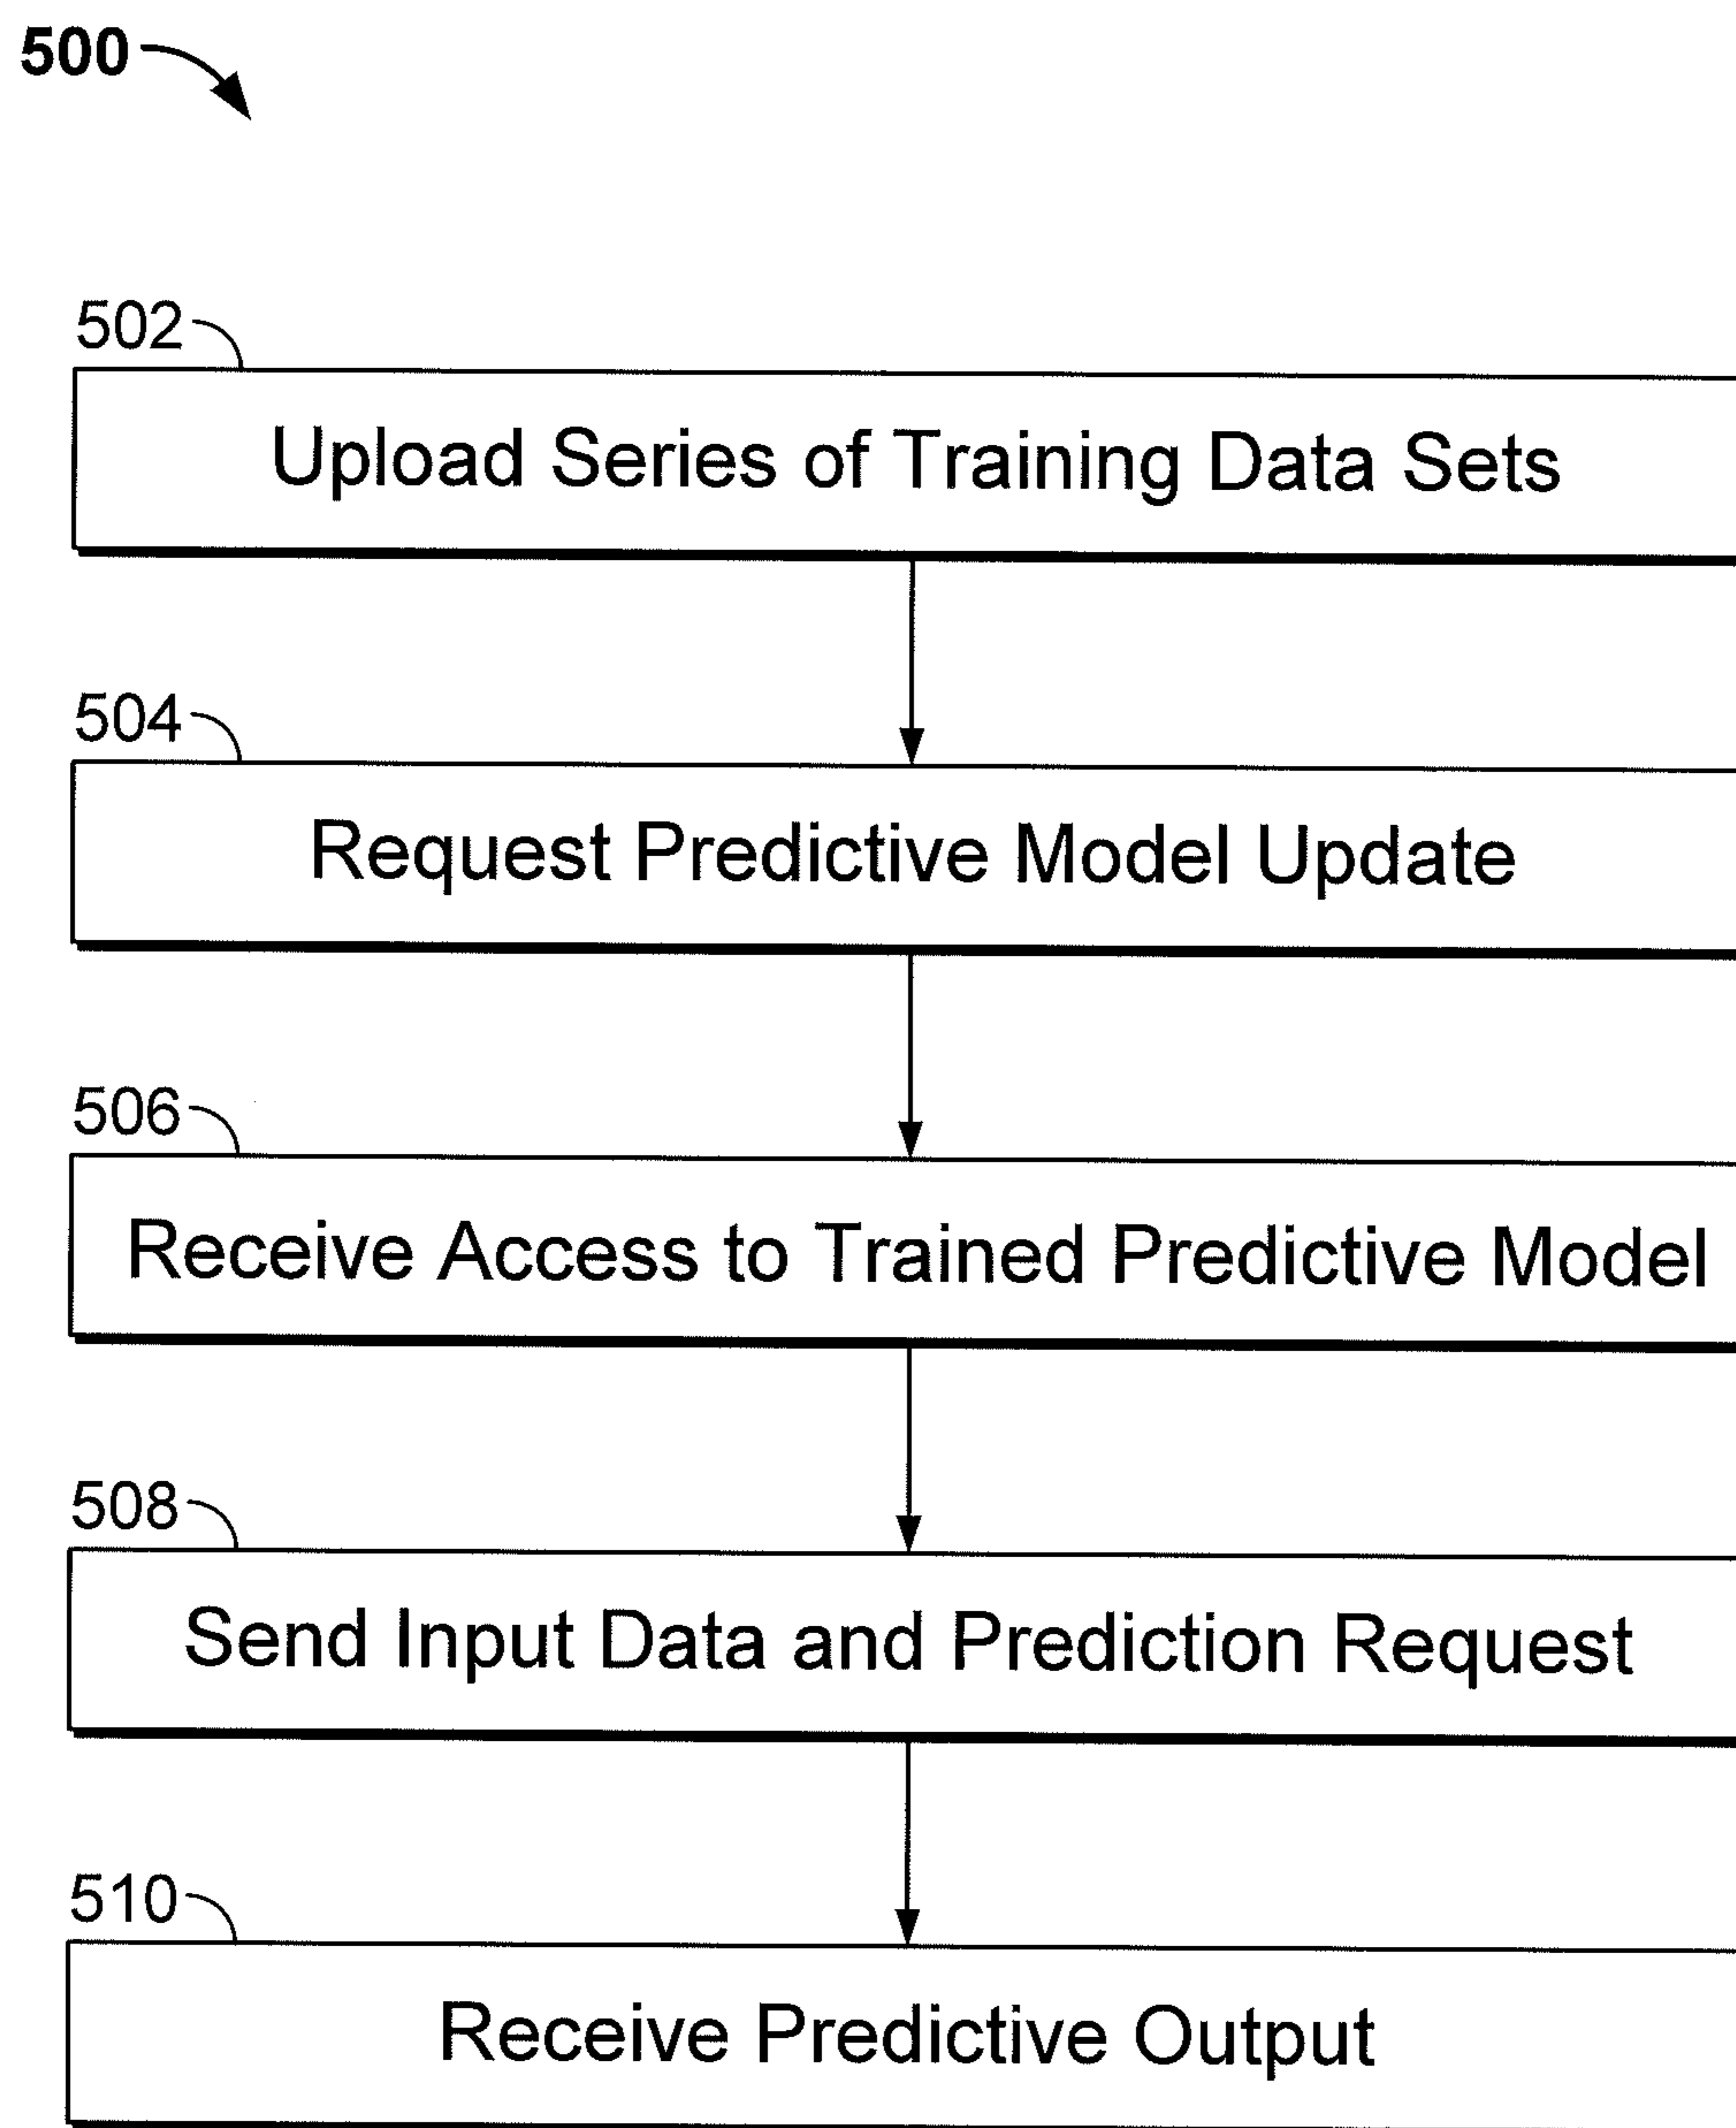 500
502
Upload Series of Training Data Sets
504
Request Predictive Model Update
506
Receive Access to Trained Predictive Model
508
Send Input Data and Prediction Request
510
Receive Predictive Output